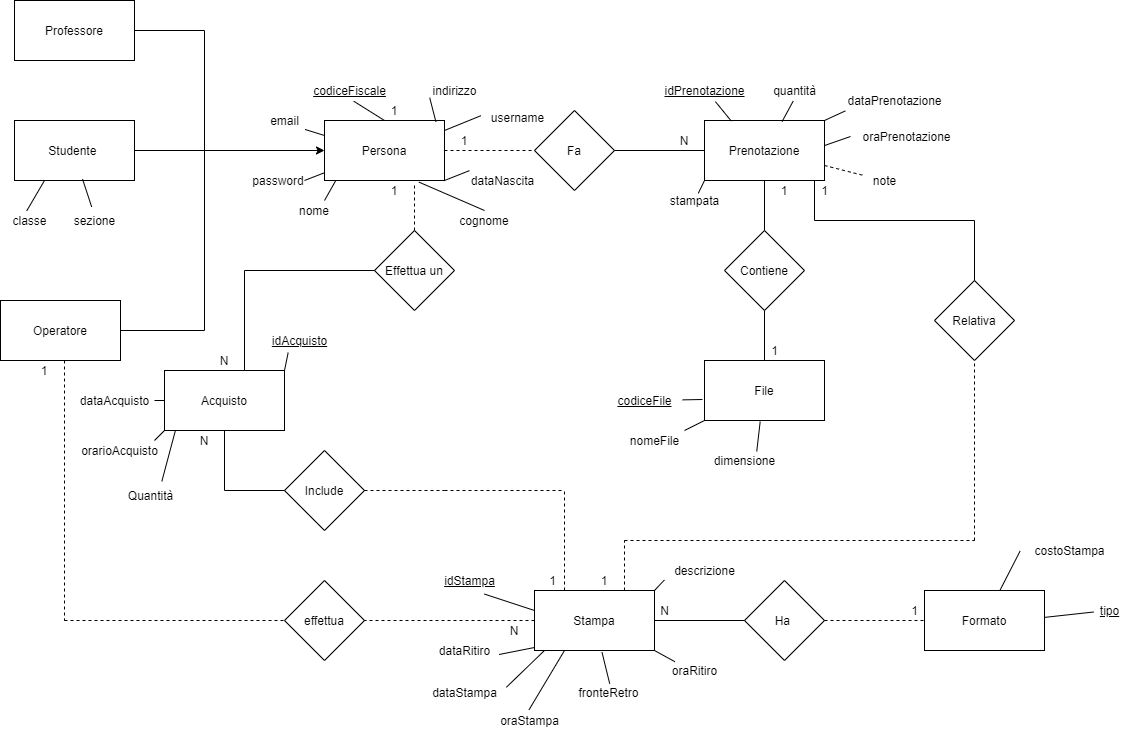 Professore
codiceFiscale
indirizzo
1
email
username
idPrenotazione
quantità
dataPrenotazione
oraPrenotazione
Studente
Persona
1
Fa
N
Prenotazione
note
password
dataNascita
1
1
1
stampata
classe
sezione
nome
cognome
Effettua un
Contiene
Operatore
Relativa
idAcquisto
1
N
1
File
codiceFile
nomeFile
dimensione
dataAcquisto
Acquisto
orarioAcquisto
N
Quantità
Include
costoStampa
descrizione
idStampa
1
1
N
1
tipo
effettua
N
Stampa
Ha
Formato
dataRitiro
oraRitiro
dataStampa
fronteRetro
oraStampa